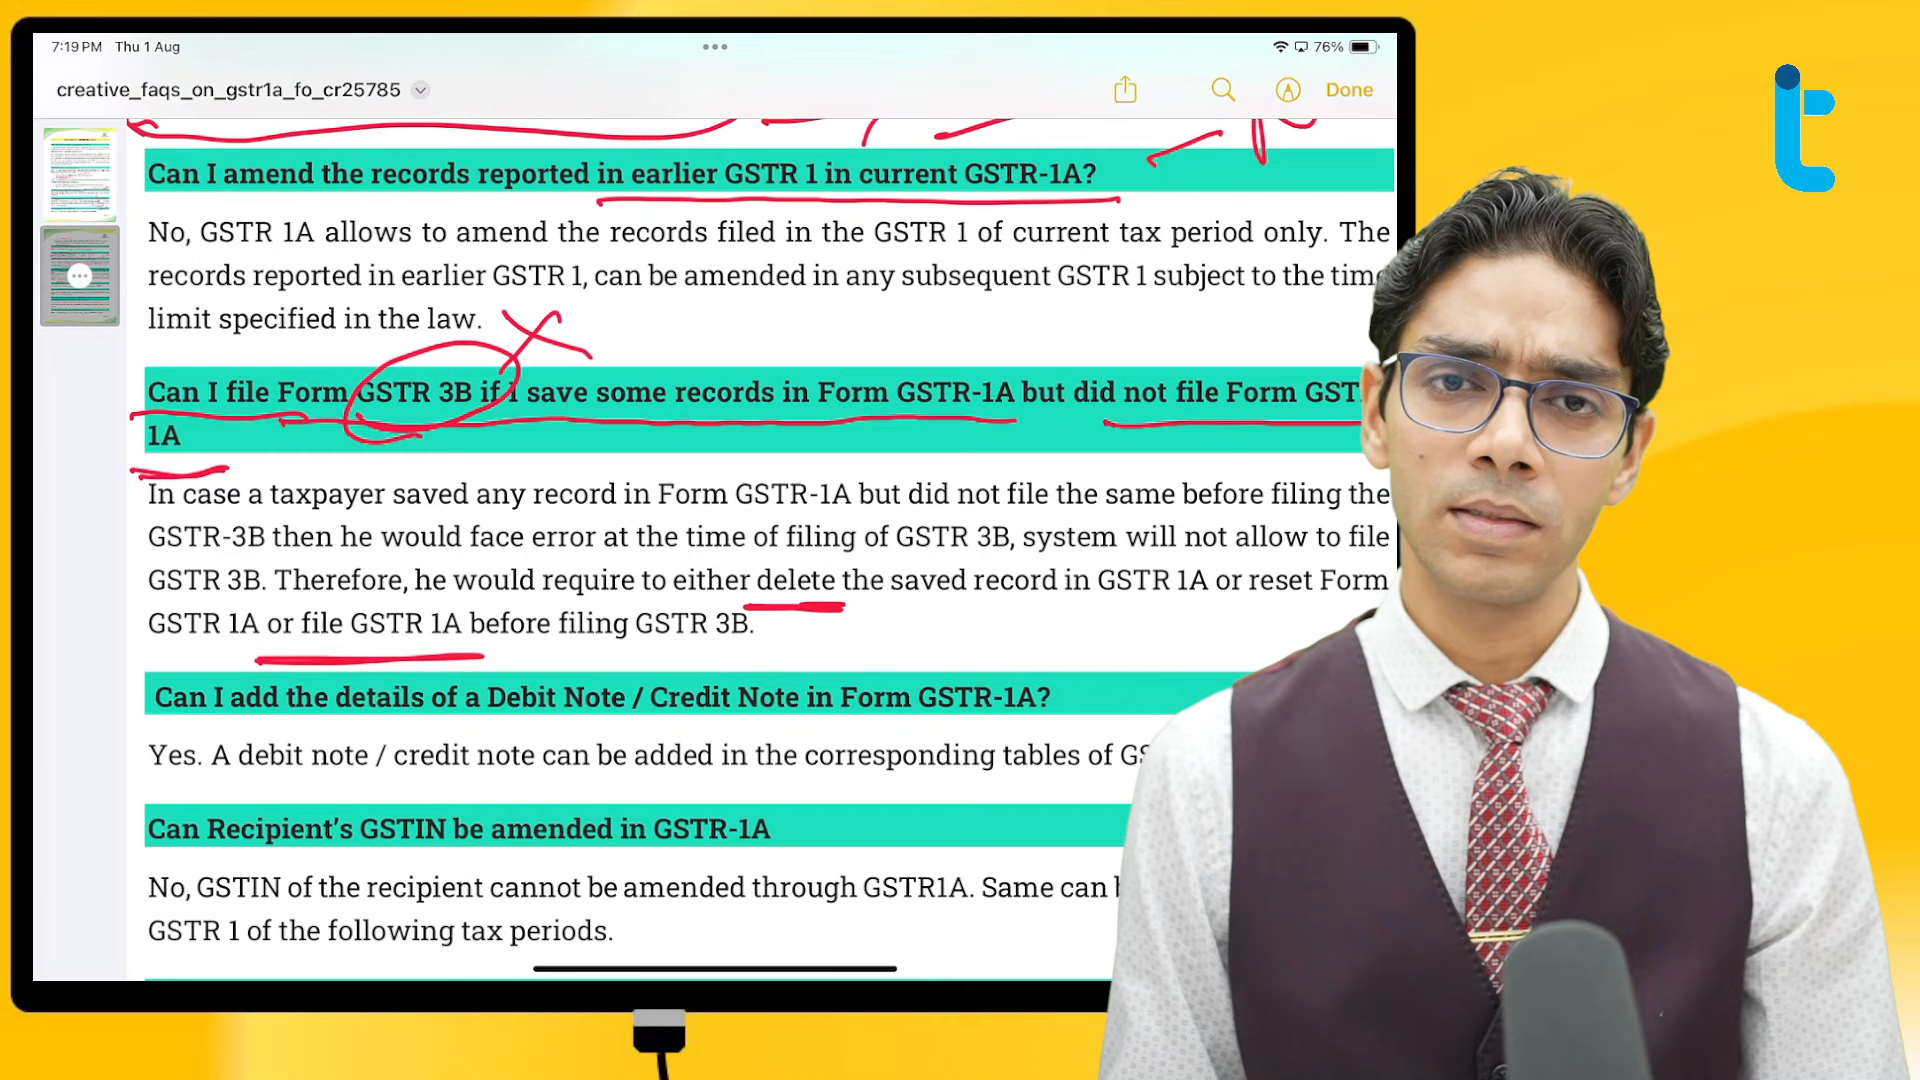 7:19 PM Thu 1 Aug
76%
creative_faqs_on_gstr1a_fo_cr25785
Done
Can I amend the records reported in earlier GSTR 1 in current GSTR-1A?
No, GSTR 1A allows to amend the records filed in the GSTR 1 of current tax period only. The
records reported in earlier GSTR 1, can be amended in any subsequent GSTR 1 subject to the time
limit specified in the law.
Can I file Form GSTR 3B if I save some records in Form GSTR-1A but did not file Form GST
1A
In case a taxpayer saved any record in Form GSTR-1A but did not file the same before filing the
GSTR-3B then he would face error at the time of filing of GSTR 3B, system will not allow to file
GSTR 3B. Therefore, he would require to either delete the saved record in GSTR 1A or reset Form
GSTR 1A or file GSTR 1A before filing GSTR 3B.
Can I add the details of a Debit Note / Credit Note in Form GSTR-1A?
Yes. A debit note / credit note can be added in the corresponding tables of
Can Recipient's GSTIN be amended in GSTR-1A
No, GSTIN of the recipient cannot be amended through GSTR1A. Same can
GSTR 1 of the following tax periods.